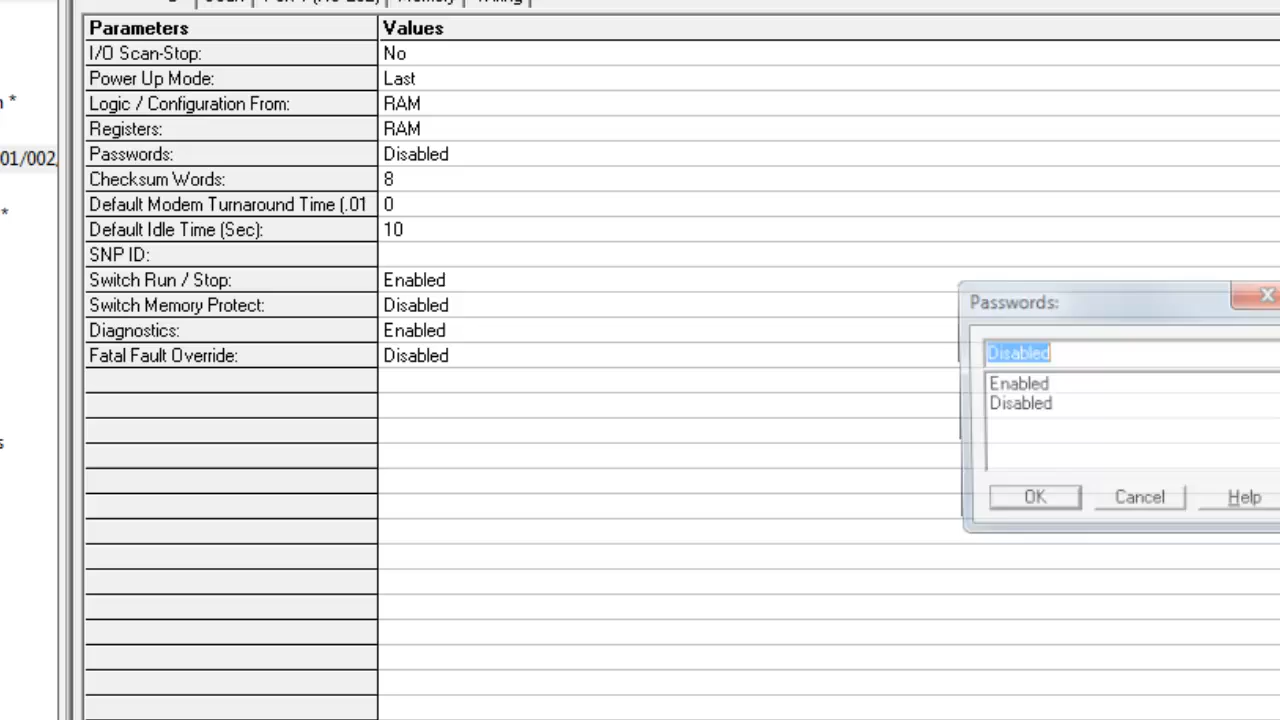 Parameters Values
I/O Scan-Stop: No
Power Up Mode: Last
Logic / Configuration From: RAM
Registers: RAM
Passwords: Disabled
Checksum Words: 8
Default Modem Turnaround Time (.01 0
Default Idle Time (Sec): 10
SNP ID:
Switch Run / Stop: Enabled
Switch Memory Protect: Disabled
Diagnostics: Enabled
Fatal Fault Override: Disabled
*
01/002,
*
Passwords:
Disabled
Enabled
Disabled
OK Cancel Help